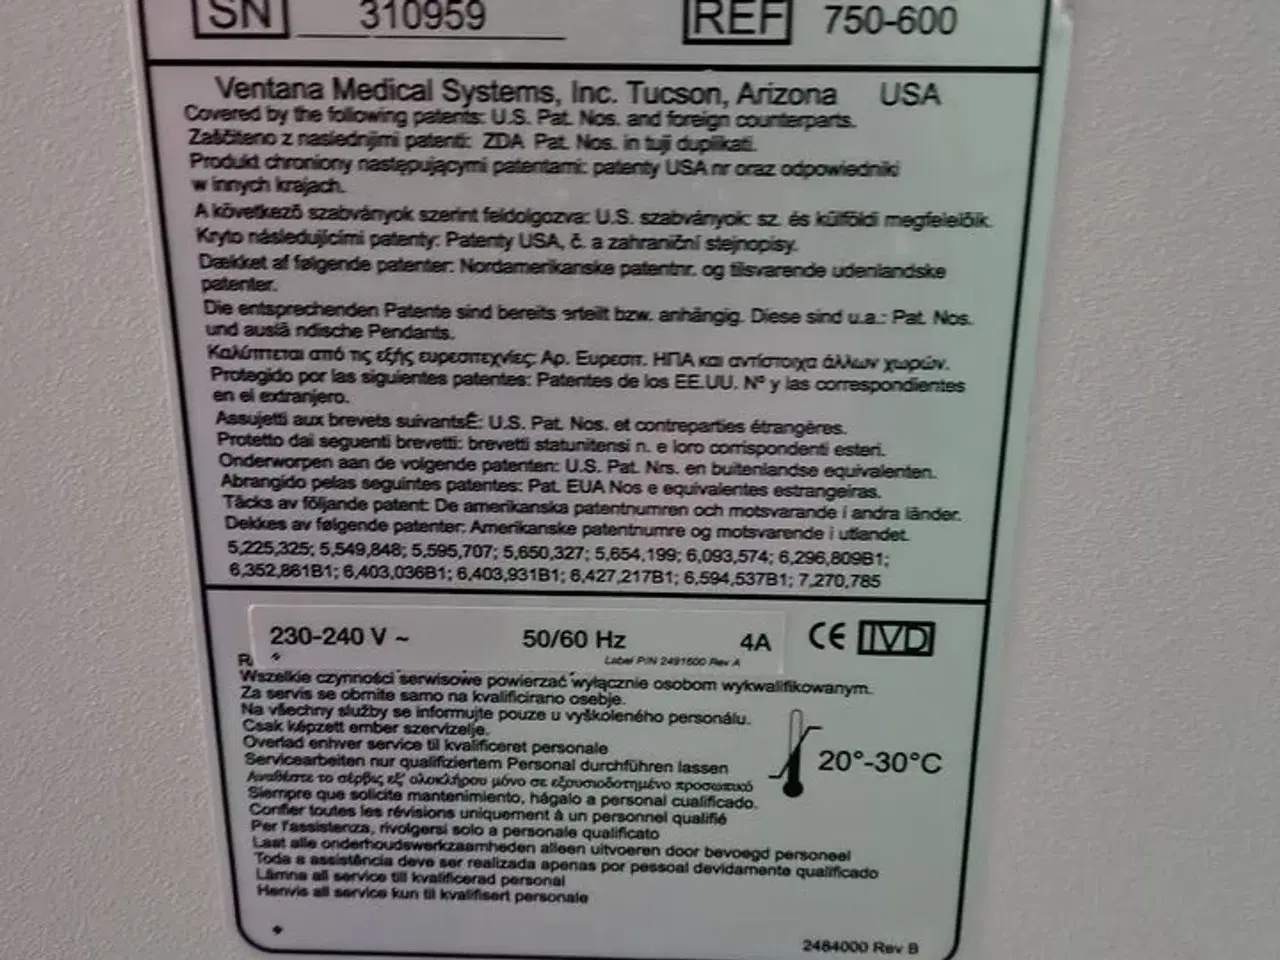 SN 310959 REF 750-600
Ventana Medical Systems, Inc. Tucson, Arizona USA
Covered by the following patents: U.S. Pat. Nos. and foreign counterparts.
Zaščiteno z naslednjimi patenti: ZDA Pat. Nos. in tuji duplikati.
Produkt chroniony następującymi patentami: patenty USA nr oraz odpowiedniki
w innych krajach.
A következő szabványok szerint feldolgozva: U.S. szabványok: sz. és külföldi megfelelőik.
Kryto následujícími patenty: Patenty USA, č. a zahraniční stejnopisy.
Dækket af følgende patenter: Nordamerikanske patentnr. og tilsvarende udenlandske
patenter.
Die entsprechenden Patente sind bereits erteilt bzw. anhängig. Diese sind u.a.: Pat. Nos.
und auslä ndische Pendants.
Καλύπτεται από τις εξής ευρεσιτεχνίες: Αρ. Ευρεσιτ. ΗΠΑ και αντίστοιχα άλλων χωρών.
Protegido por las siguientes patentes: Patentes de los EE.UU. Nº y las correspondientes
en el extranjero.
Assujetti aux brevets suivantsÊ: U.S. Pat. Nos. et contreparties étrangères.
Protetto dai seguenti brevetti: brevetti statunitensi n. e loro corrispondenti esteri.
Onderworpen aan de volgende patenten: U.S. Pat. Nrs. en buitenlandse equivalenten.
Abrangido pelas seguintes patentes: Pat. EUA Nos e equivalentes estrangeiras.
Täcks av följande patent: De amerikanska patentnumren och motsvarande i andra länder.
Dekkes av følgende patenter: Amerikanske patentnumre og motsvarende i utlandet.
5,225,325; 5,549,848; 5,595,707; 5,650,327; 5,654,199; 6,093,574; 6,296,809B1;
6,352,861B1; 6,403,036B1; 6,403,931B1; 6,427,217B1; 6,594,537B1; 7,270,785
230-240 V ~ 50/60 Hz 4A CE IVD
Label P/N 2491600 Rev A
Wszelkie czynności serwisowe powierzać wyłącznie osobom wykwalifikowanym.
Za servis se obrnite samo na kvalificirano osebje.
Na všechny služby se informujte pouze u vyškoleného personálu.
Csak képzett ember szervizelje.
Overlad enhver service til kvalificeret personale
Servicearbeiten nur qualifiziertem Personal durchführen lassen
Αναθέστε το σέρβις εξ' ολοκλήρου μόνο σε εξουσιοδοτημένο προσωπικό
Siempre que solicite mantenimiento, hágalo a personal cualificado.
Confier toutes les révisions uniquement à un personnel qualifié
Per l'assistenza, rivolgersi solo a personale qualificato
Laat alle onderhoudswerkzaamheden alleen uitvoeren door bevoegd personeel
Toda a assistência deve ser realizada apenas por pessoal devidamente qualificado
Lämna all service till kvalificerad personal
Henvis all service kun til kvalifisert personale
20°-30°C
2484000 Rev B